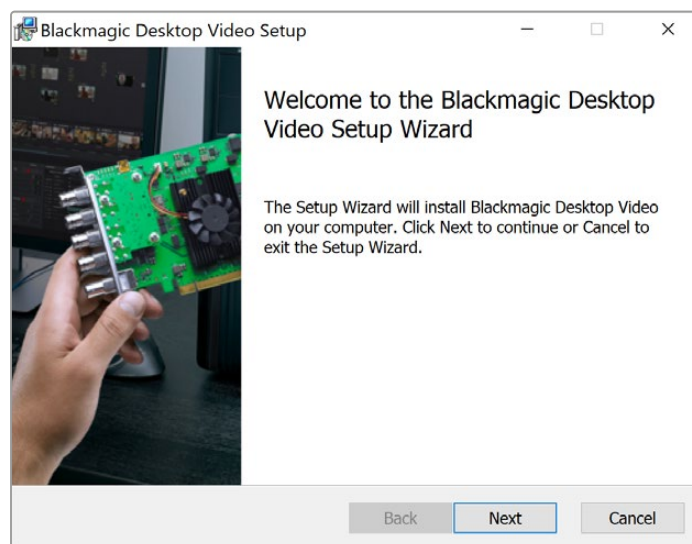 Blackmagic Desktop Video Setup
Welcome to the Blackmagic Desktop
Video Setup Wizard
The Setup Wizard will install Blackmagic Desktop Video
on your computer. Click Next to continue or Cancel to
exit the Setup Wizard.
Back Next Cancel